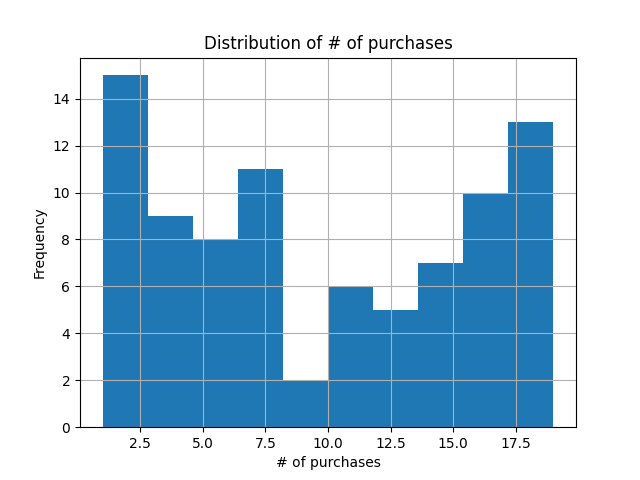 Distribution of # of purchases
Frequency
14
12
10
8
6
4
2
0
2.5 5.0 7.5 10.0 12.5 15.0 17.5
# of purchases